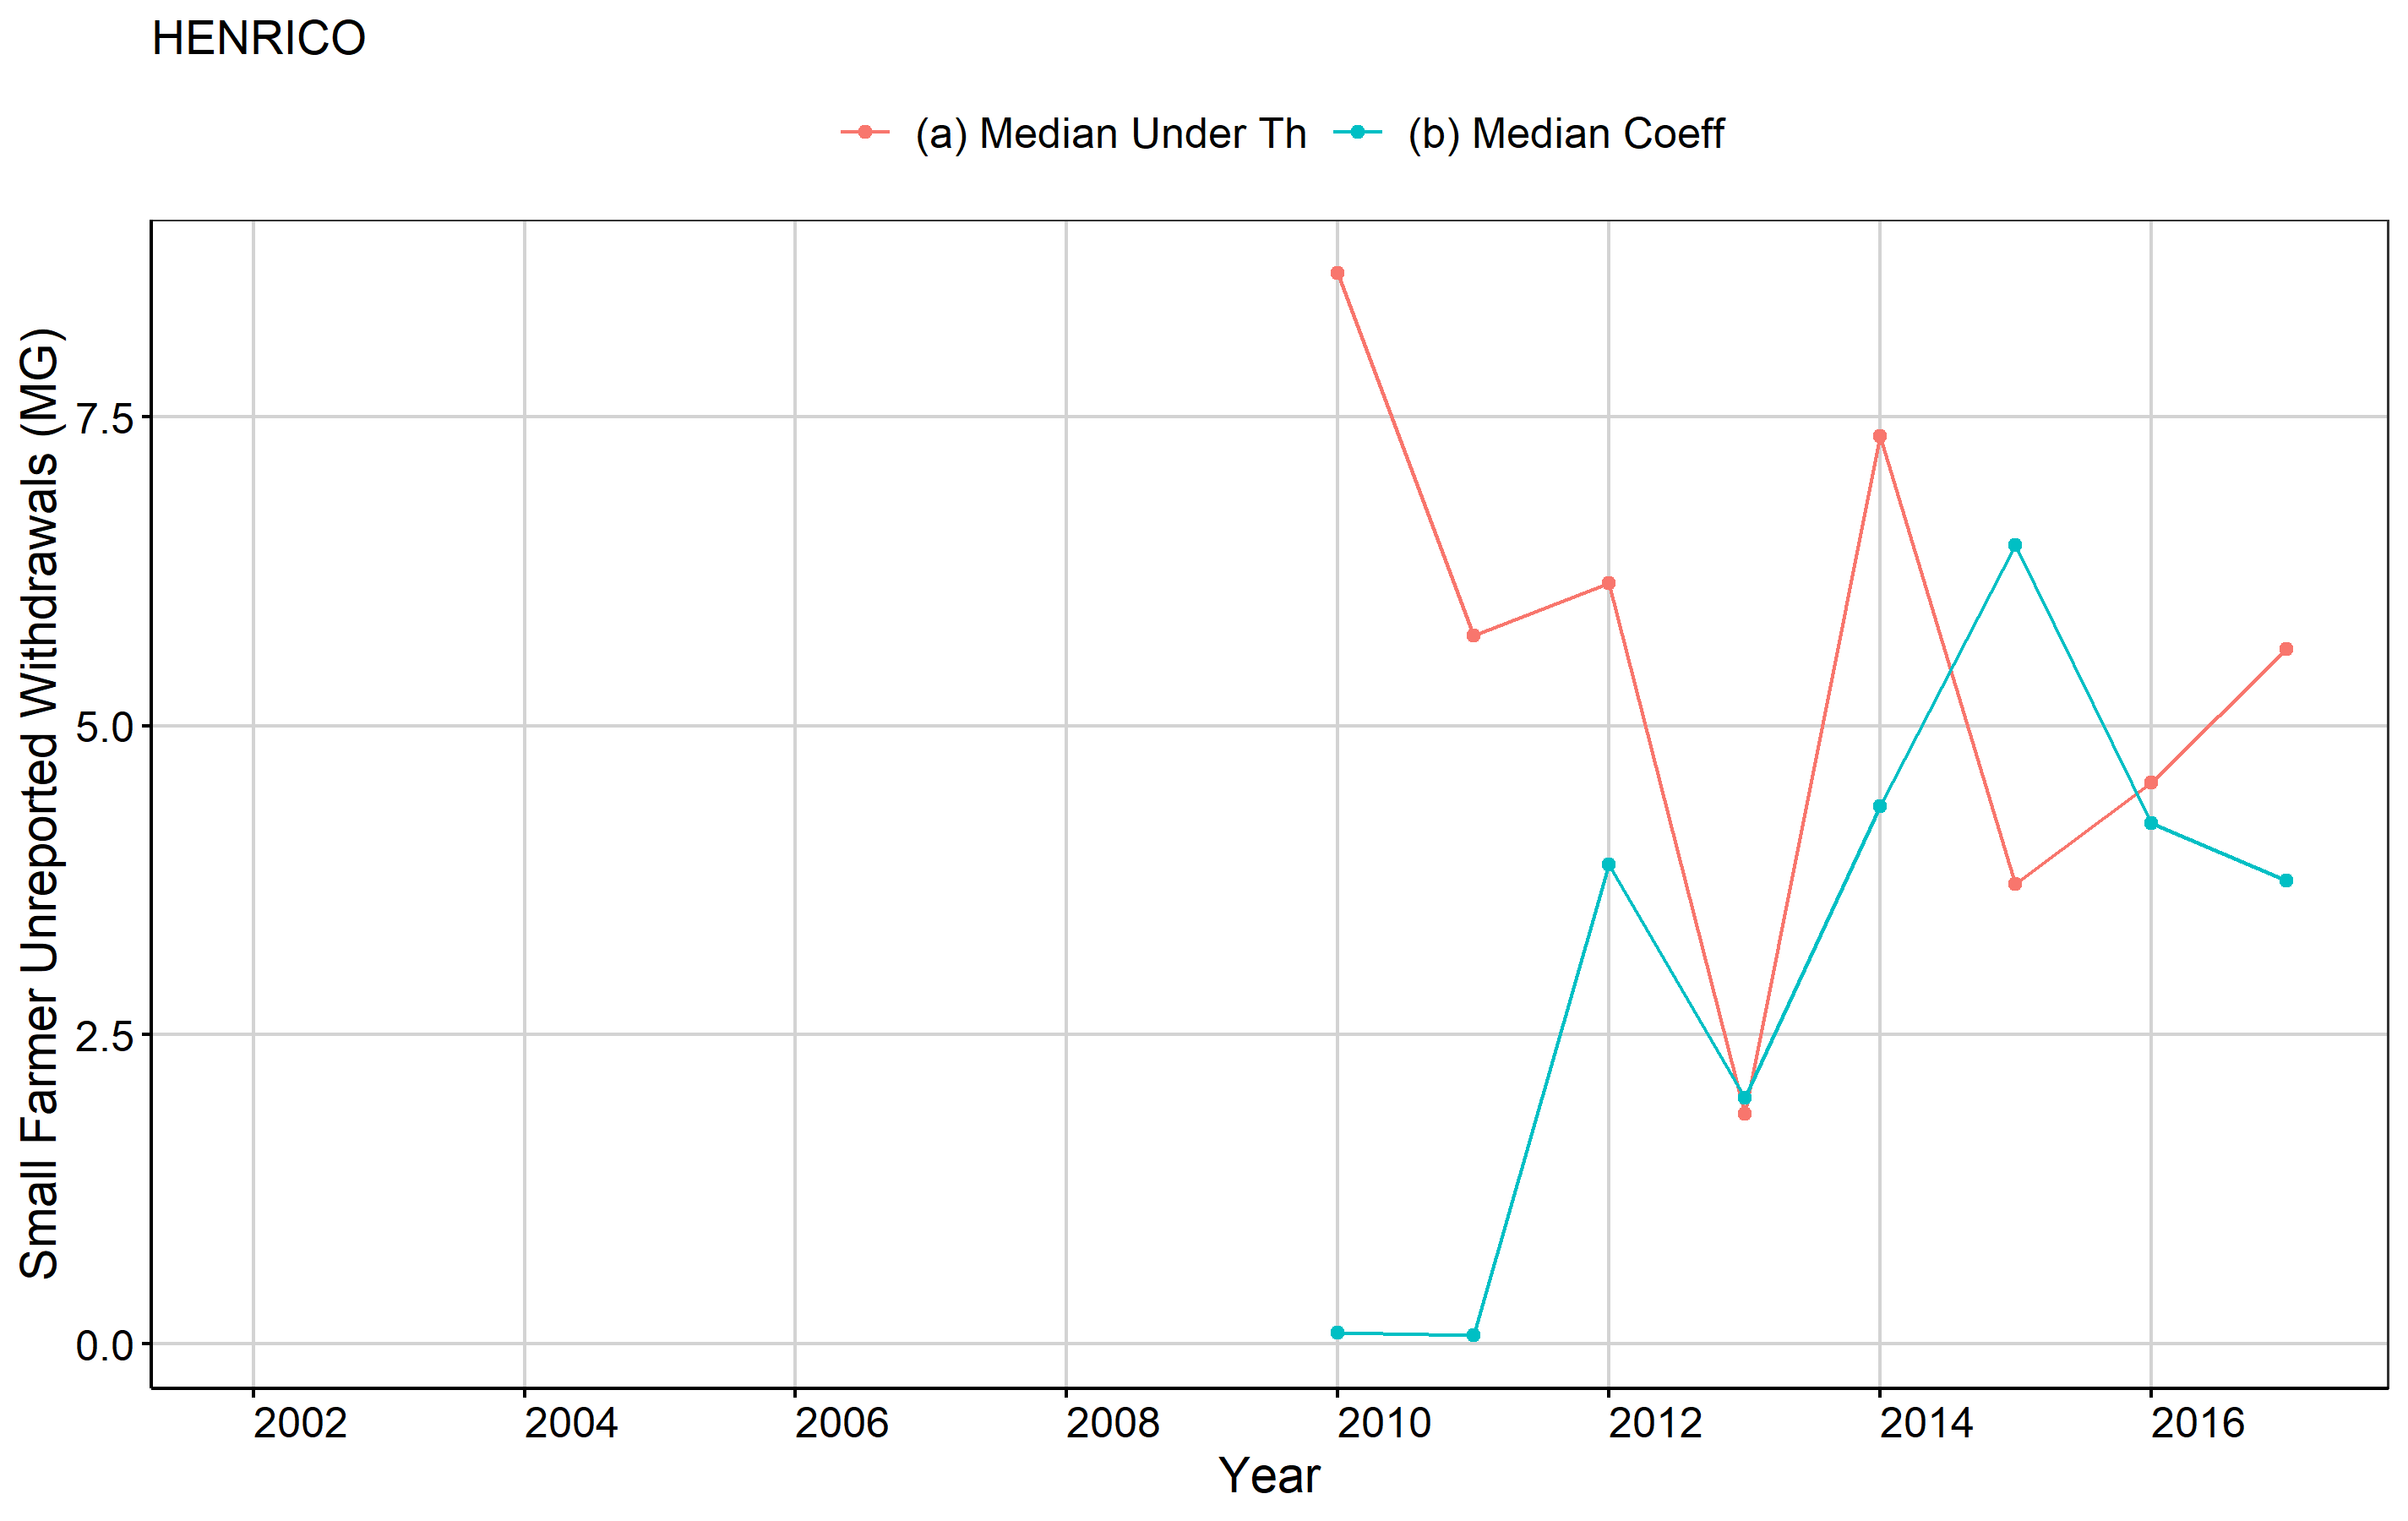 HENRICO
(a) Median Under Th (b) Median Coeff
Small Farmer Unreported Withdrawals (MG)
7.5
5.0
2.5
0.0
2002 2004 2006 2008 2010 2012 2014 2016
Year